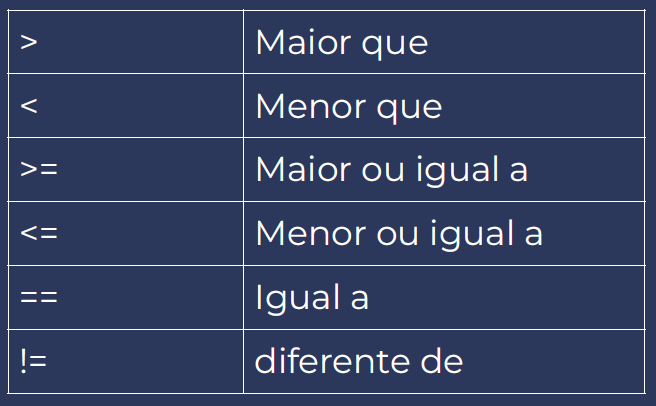 > Maior que
< Menor que
>= Maior ou igual a
<= Menor ou igual a
== Igual a
!= diferente de